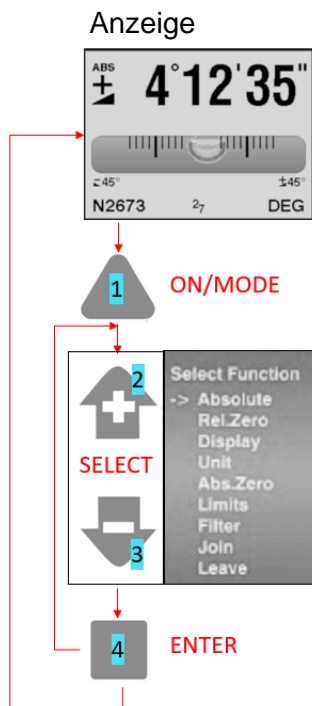 Anzeige
ABS
4°12'35"
±45° ±45°
N2673 27 DEG
1 ON/MODE
2
SELECT
3
Select Function
-> Absolute
Rel.Zero
Display
Unit
Abs.Zero
Limits
Filter
Join
Leave
4 ENTER